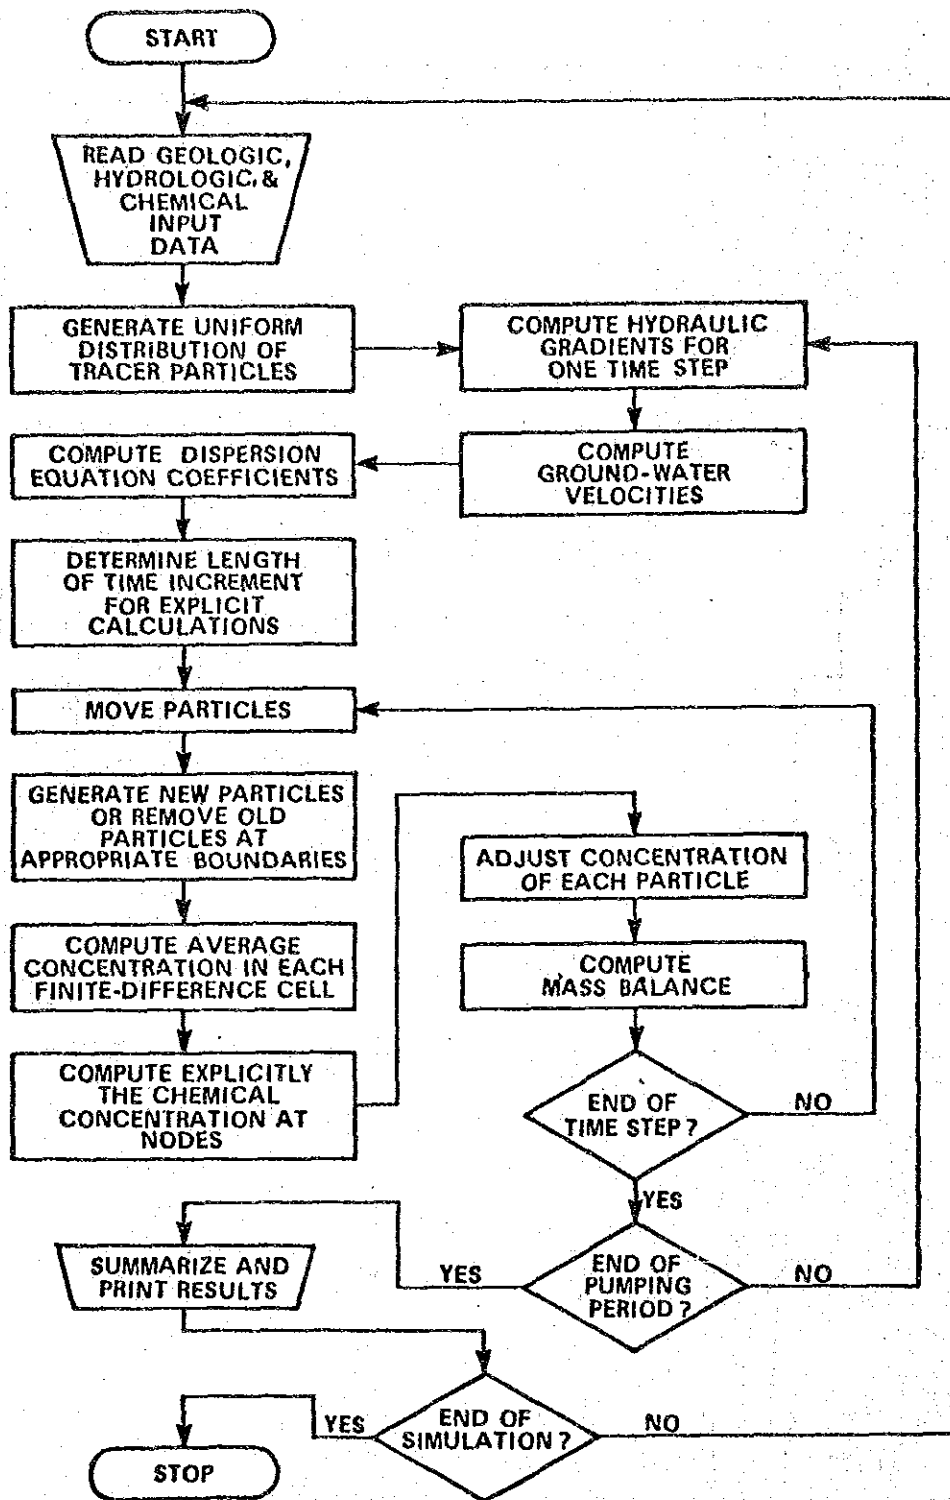 START
READ GEOLOGIC,
HYDROLOGIC, &
CHEMICAL
INPUT
DATA
GENERATE UNIFORM
DISTRIBUTION OF
TRACER PARTICLES
COMPUTE HYDRAULIC
GRADIENTS FOR
ONE TIME STEP
COMPUTE
GROUND-WATER
VELOCITIES
COMPUTE DISPERSION
EQUATION COEFFICIENTS
DETERMINE LENGTH
OF TIME INCREMENT
FOR EXPLICIT
CALCULATIONS
MOVE PARTICLES
GENERATE NEW PARTICLES
OR REMOVE OLD
PARTICLES AT
APPROPRIATE BOUNDARIES
COMPUTE AVERAGE
CONCENTRATION IN EACH
FINITE-DIFFERENCE CELL
COMPUTE EXPLICITLY
THE CHEMICAL
CONCENTRATION AT
NODES
ADJUST CONCENTRATION
OF EACH PARTICLE
COMPUTE
MASS BALANCE
END OF
TIME STEP?
NO
YES
END OF
PUMPING
PERIOD?
NO
YES
SUMMARIZE AND
PRINT RESULTS
END OF
SIMULATION?
NO
YES
STOP